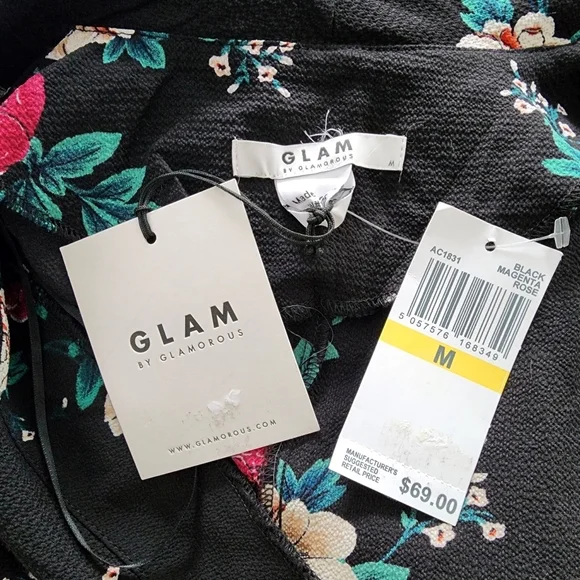 GLAM
BY GLAMOROUS
M
GLAM
BY GLAMOROUS
WWW.GLAMOROUS.COM
AC1831
BLACK
MAGENTA
ROSE
5 057576 168349
M
MANUFACTURER'S
SUGGESTED
RETAIL PRICE
$69.00